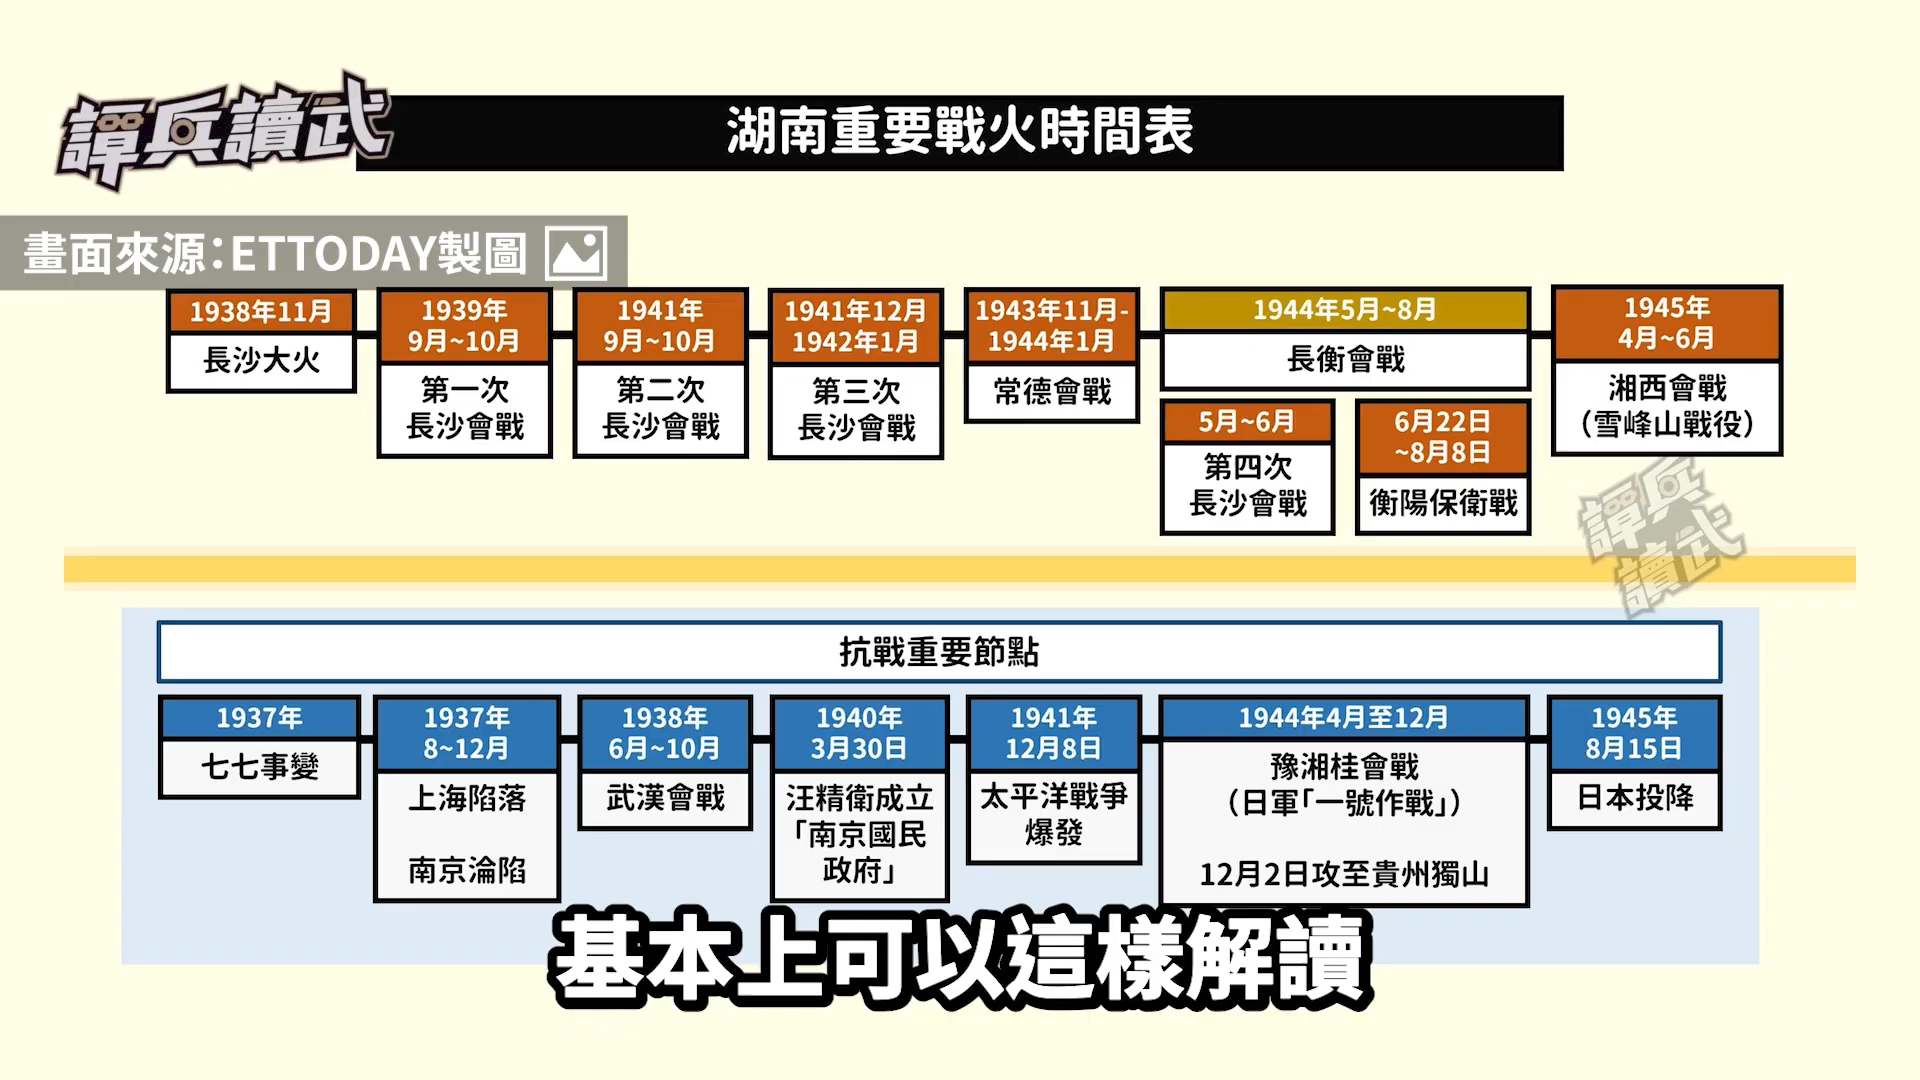 譚兵讀武
湖南重要戰火時間表
畫面來源：ETTODAY製圖
1938年11月
長沙大火
1939年
9月~10月
第一次
長沙會戰
1941年
9月~10月
第二次
長沙會戰
1941年12月
1942年1月
第三次
長沙會戰
1943年11月-
1944年1月
常德會戰
1944年5月~8月
長衡會戰
5月~6月
第四次
長沙會戰
6月22日
~8月8日
衡陽保衛戰
1945年
4月~6月
湘西會戰
（雪峰山戰役）
譚兵
讀武
抗戰重要節點
1937年
七七事變
1937年
8~12月
上海陷落
南京淪陷
1938年
6月~10月
武漢會戰
1940年
3月30日
汪精衛成立
「南京國民
政府」
1941年
12月8日
太平洋戰爭
爆發
1944年4月至12月
豫湘桂會戰
（日軍「一號作戰」）
12月2日攻至貴州獨山
1945年
8月15日
日本投降
基本上可以這樣解讀